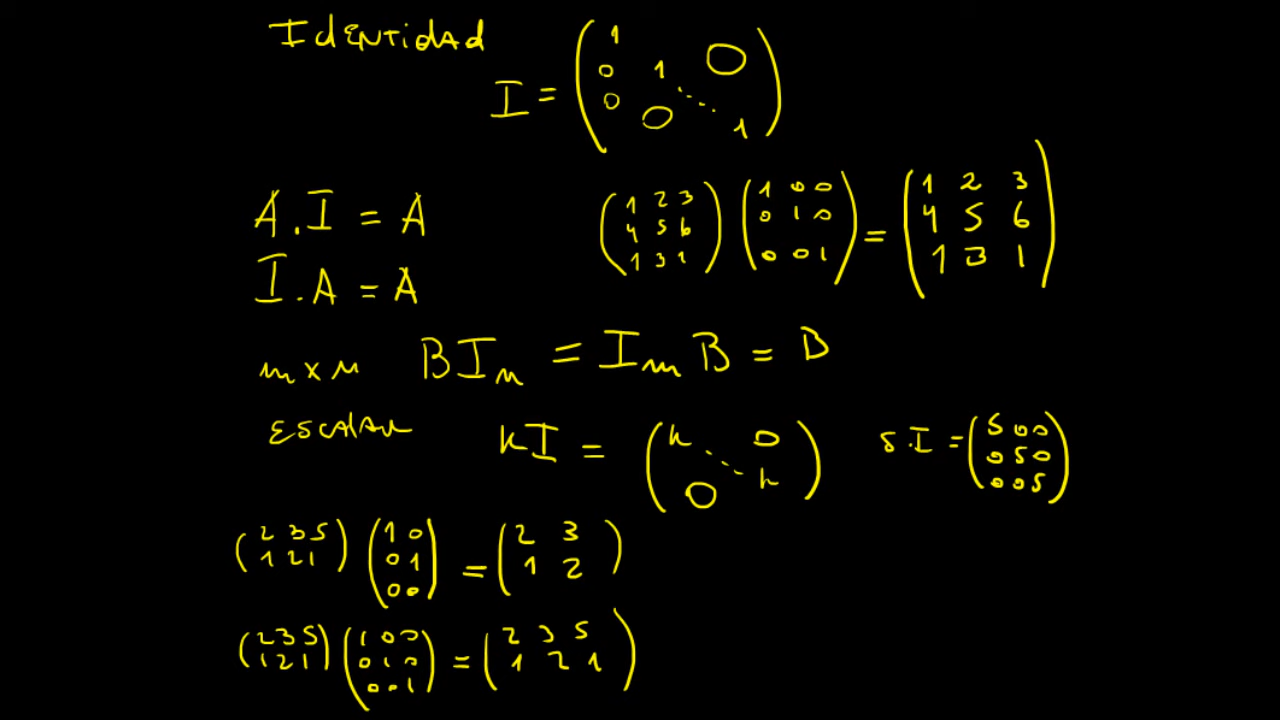 IdENTIdAd
I = ( 1 0 1 0 0 0 ⋱ 1 )
A.I = A ( 1 2 3 4 5 6 1 3 1 ) ( 1 0 0 0 1 0 0 0 1 ) = ( 1 2 3 4 5 6 1 3 1 )
I.A = A
m x n B I n = I m B = B
EScalar kI = ( k 0 ⋱ 0 k ) 5.I = ( 5 0 0 0 5 0 0 0 5 )
( 2 3 5 1 2 1 ) ( 1 0 0 1 0 0 ) = ( 2 3 1 2 )
( 2 3 5 1 2 1 ) ( 1 0 0 0 1 0 0 0 1 ) = ( 2 3 5 1 2 1 )